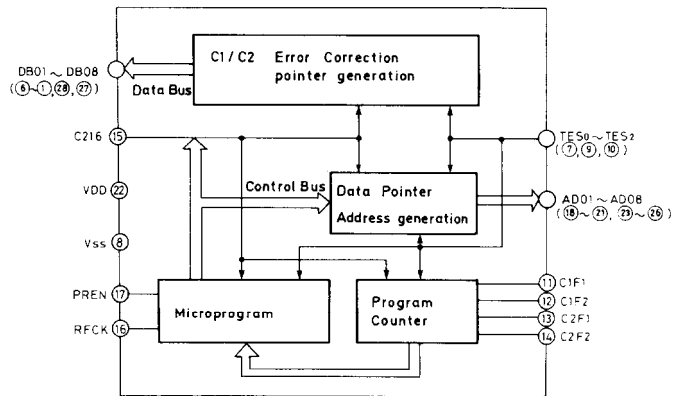 C1/C2 Error Correction
pointer generation
DB01~DB08
(⑥~①,㉘,㉗)
Data Bus
C216 ⑮
TES0~TES2
(⑦,⑨,⑩)
Control Bus
VDD ㉒
Data Pointer
Address generation
AD01~AD08
(⑱~㉑,㉓~㉖)
Vss ⑧
PREN ⑰
RFCK ⑯
Microprogram
Program
Counter
⑪ C1F1
⑫ C1F2
⑬ C2F1
⑭ C2F2